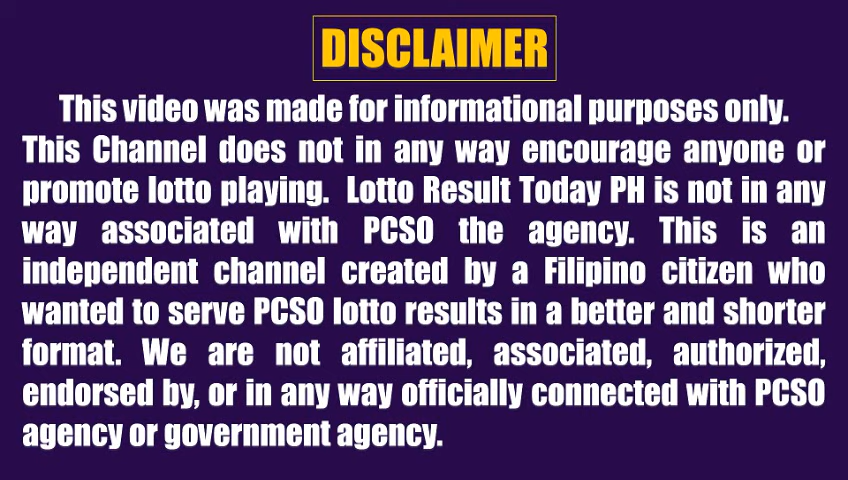 DISCLAIMER
This video was made for informational purposes only.
This Channel does not in any way encourage anyone or
promote lotto playing.  Lotto Result Today PH is not in any
way associated with PCSO the agency. This is an
independent channel created by a Filipino citizen who
wanted to serve PCSO lotto results in a better and shorter
format. We are not affiliated, associated, authorized,
endorsed by, or in any way officially connected with PCSO
agency or government agency.